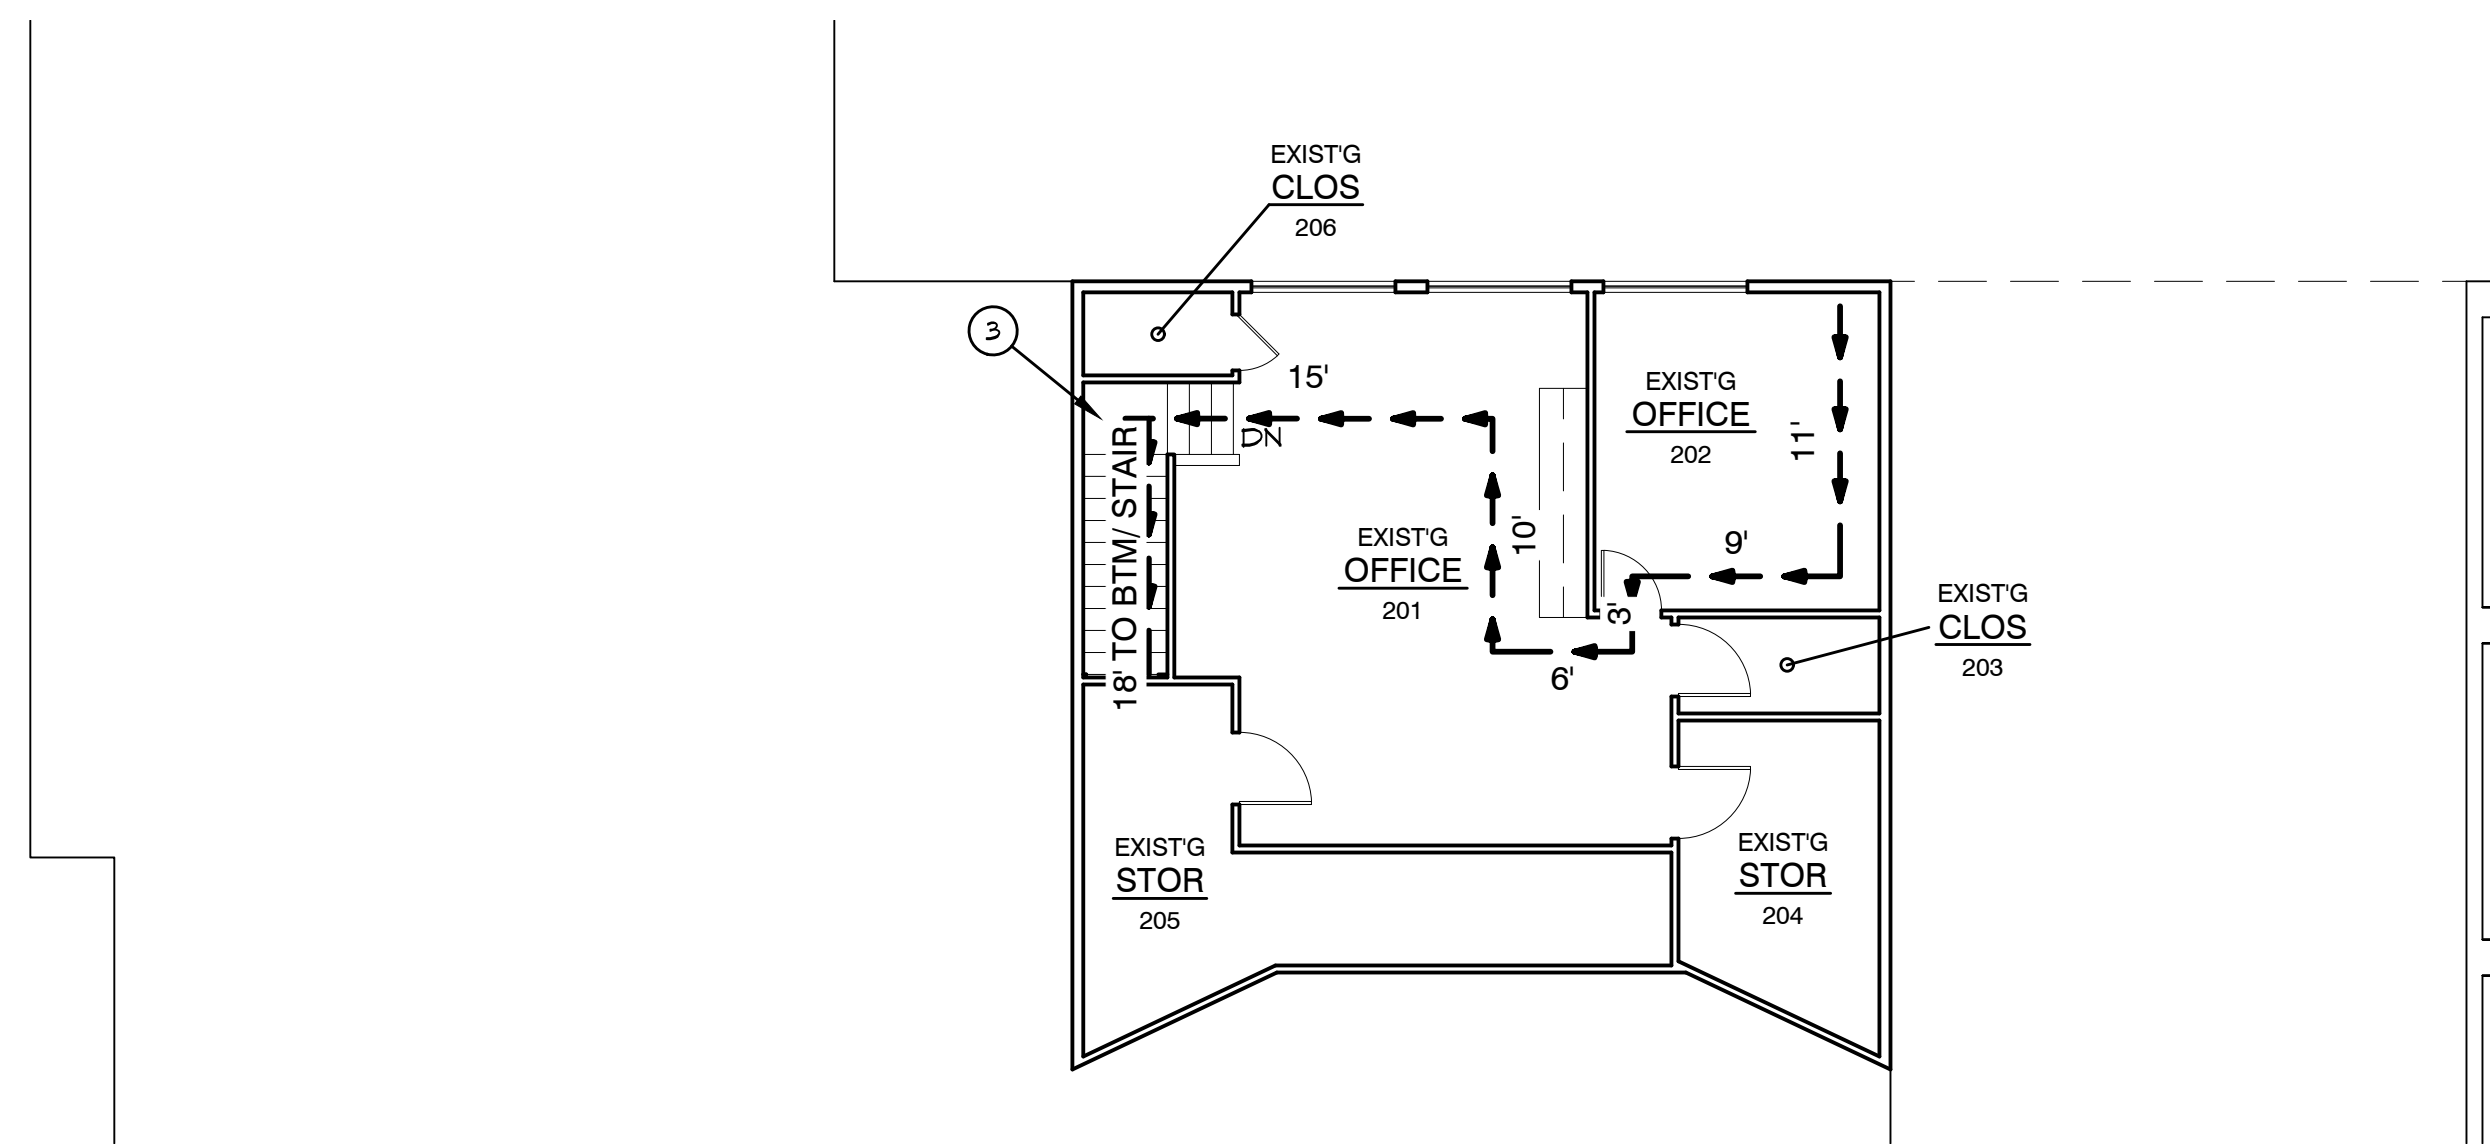 EXIST'G
CLOS
206
3
15'
EXIST'G
OFFICE
202
11'
DN
18' TO BTM/ STAIR
EXIST'G
OFFICE
201
10'
9'
3'
6'
EXIST'G
CLOS
203
EXIST'G
STOR
205
EXIST'G
STOR
204